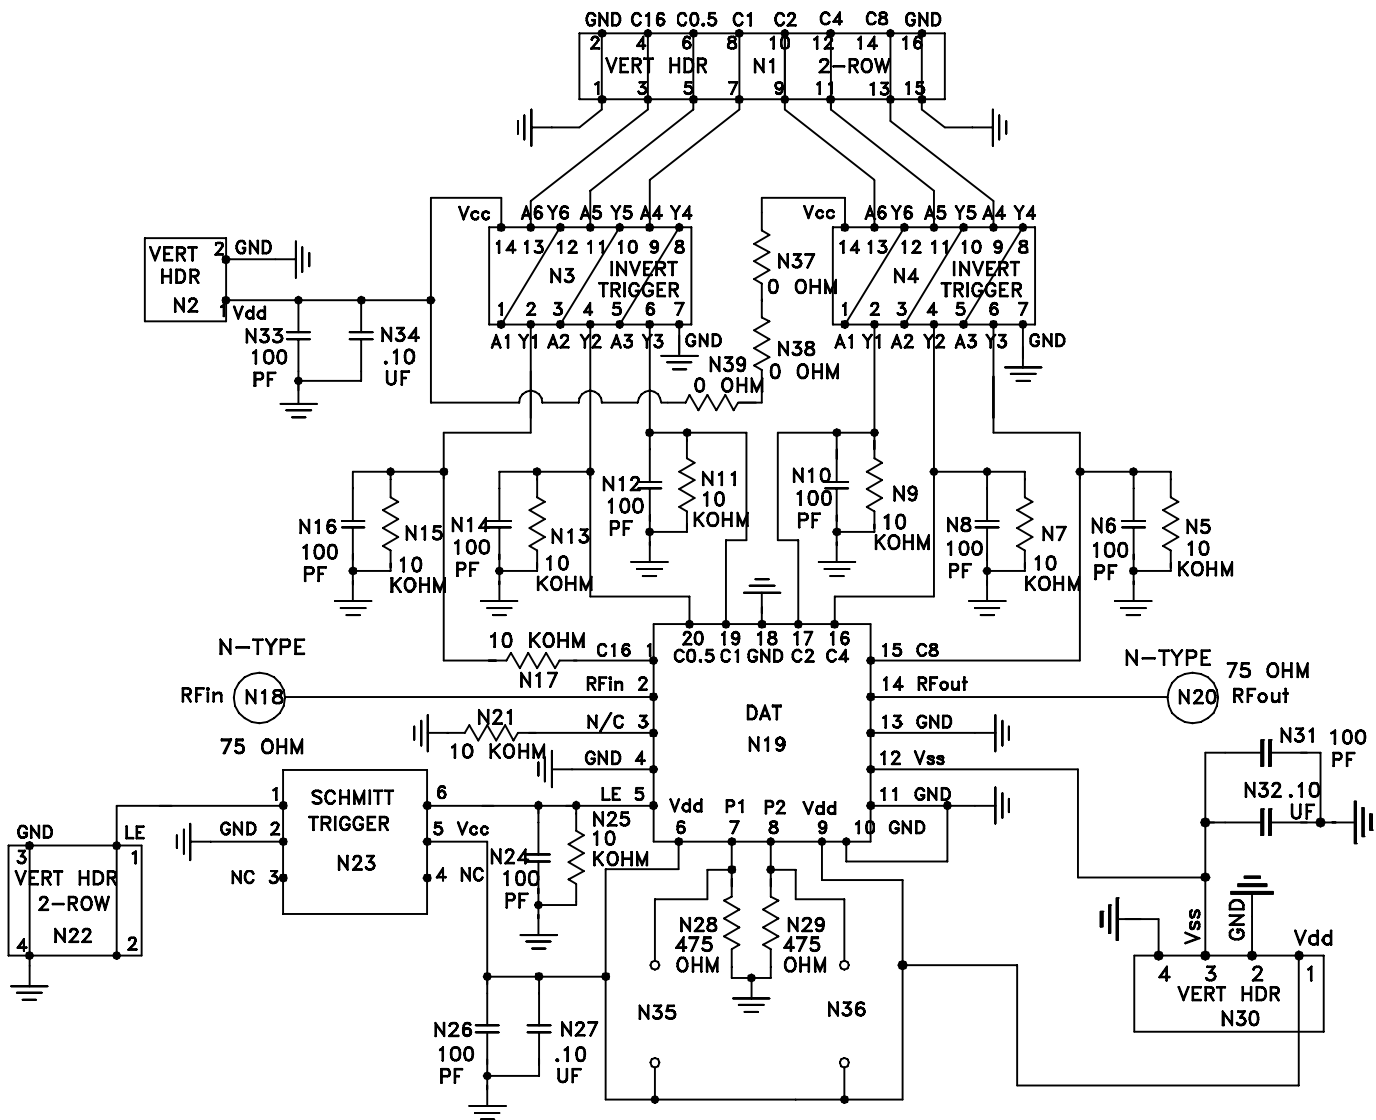 GND C16 C0.5 C1 C2 C4 C8 GND
2 4 6 8 10 12 14 16
VERT HDR N1 2-ROW
1 3 5 7 9 11 13 15
Vcc A6 Y6 A5 Y5 A4 Y4
14 13 12 11 10 9 8
N3 INVERT
TRIGGER
1 2 3 4 5 6 7
A1 Y1 A2 Y2 A3 Y3 GND
Vcc A6 Y6 A5 Y5 A4 Y4
14 13 12 11 10 9 8
N4 INVERT
TRIGGER
1 2 3 4 5 6 7
A1 Y1 A2 Y2 A3 Y3 GND
VERT 2 GND
HDR
N2 1 Vdd
N33
100
PF
N34
.10
UF
N37
0 OHM
N38
0 OHM
N39
0 OHM
N16
100
PF
N15
10
KOHM
N14
100
PF
N13
10
KOHM
N12
100
PF
N11
10
KOHM
N10
100
PF
N9
10
KOHM
N8
100
PF
N7
10
KOHM
N6
100
PF
N5
10
KOHM
20 19 18 17 16
C0.5 C1 GND C2 C4
10 KOHM
N17
C16 1
15 C8
N-TYPE
RFin N18
75 OHM
RFin 2
14 RFout
N-TYPE
75 OHM
N20 RFout
N21
10 KOHM
N/C 3
13 GND
DAT
N19
GND 4
12 Vss
LE 5
11 GND
Vdd P1 P2 Vdd
6 7 8 9 10 GND
N31 100
PF
N32 .10
UF
SCHMITT
TRIGGER
N23
1
GND 2
NC 3
6
5 Vcc
4 NC
GND LE
3 1
VERT HDR
2-ROW
N22
4 2
N25
10
KOHM
N24
100
PF
N28
475
OHM
N29
475
OHM
N35
N36
N26
100
PF
N27
.10
UF
Vss GND Vdd
4 3 2 1
VERT HDR
N30